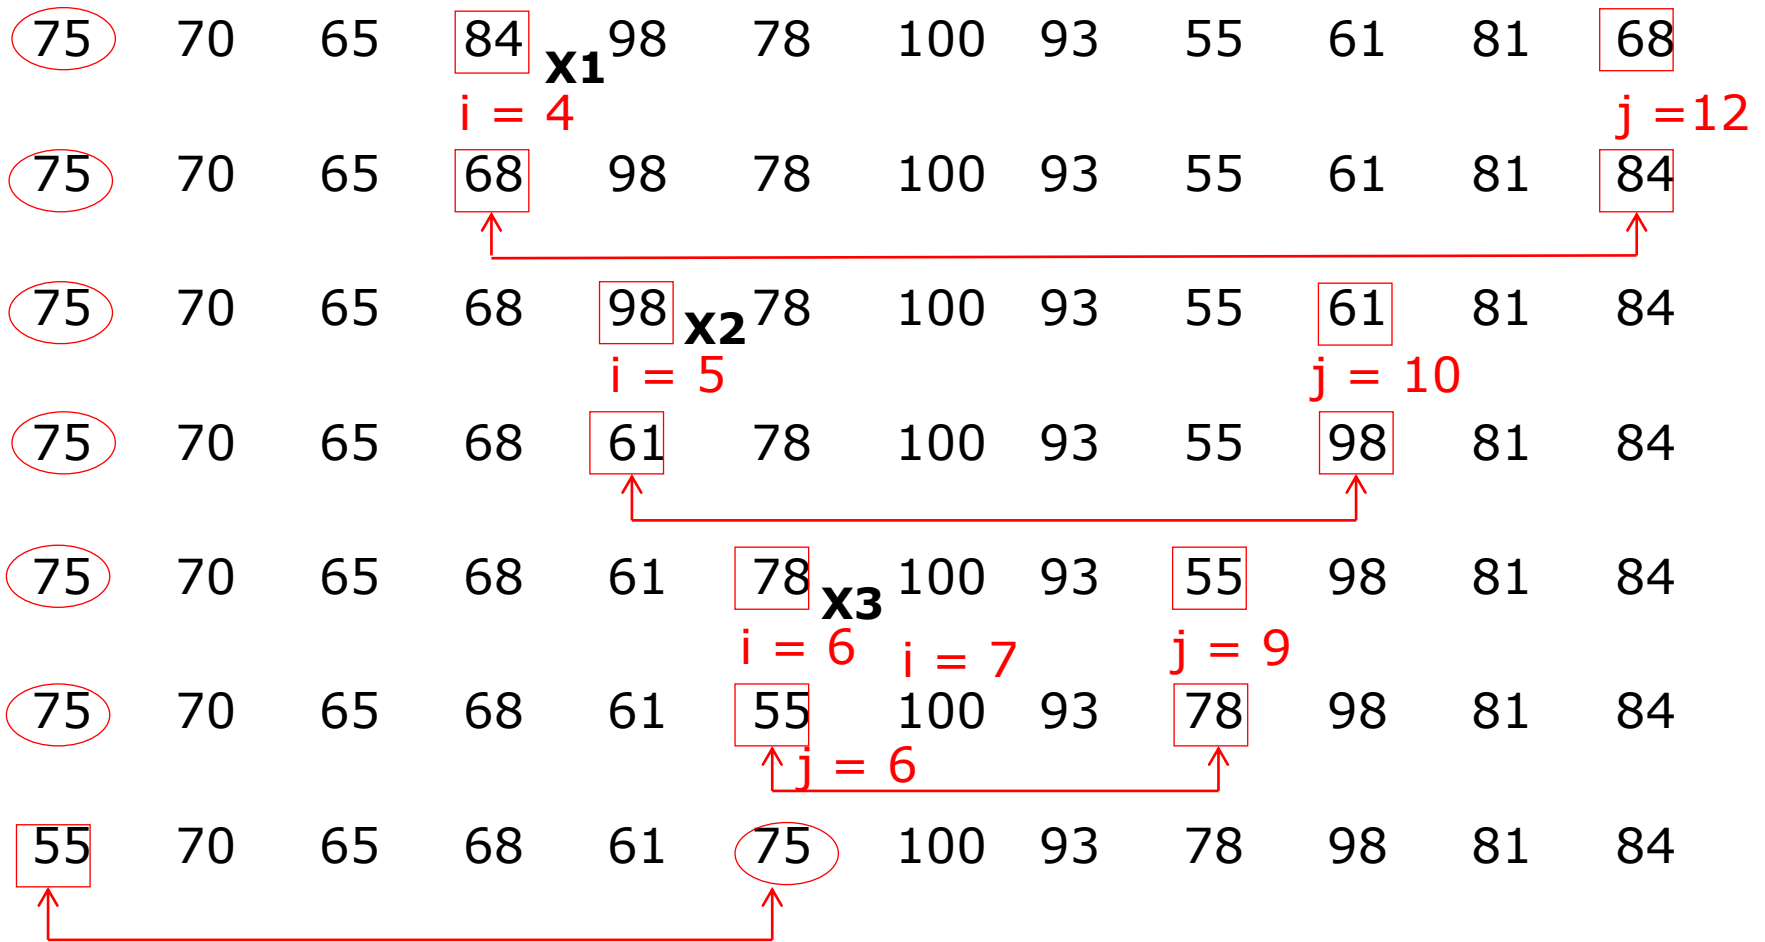 75 70 65 84 98 78 100 93 55 61 81 68
X1
i = 4 j =12
75 70 65 68 98 78 100 93 55 61 81 84
75 70 65 68 98 78 100 93 55 61 81 84
X2
i = 5 j = 10
75 70 65 68 61 78 100 93 55 98 81 84
75 70 65 68 61 78 100 93 55 98 81 84
X3
i = 6 i = 7 j = 9
75 70 65 68 61 55 100 93 78 98 81 84
j = 6
55 70 65 68 61 75 100 93 78 98 81 84